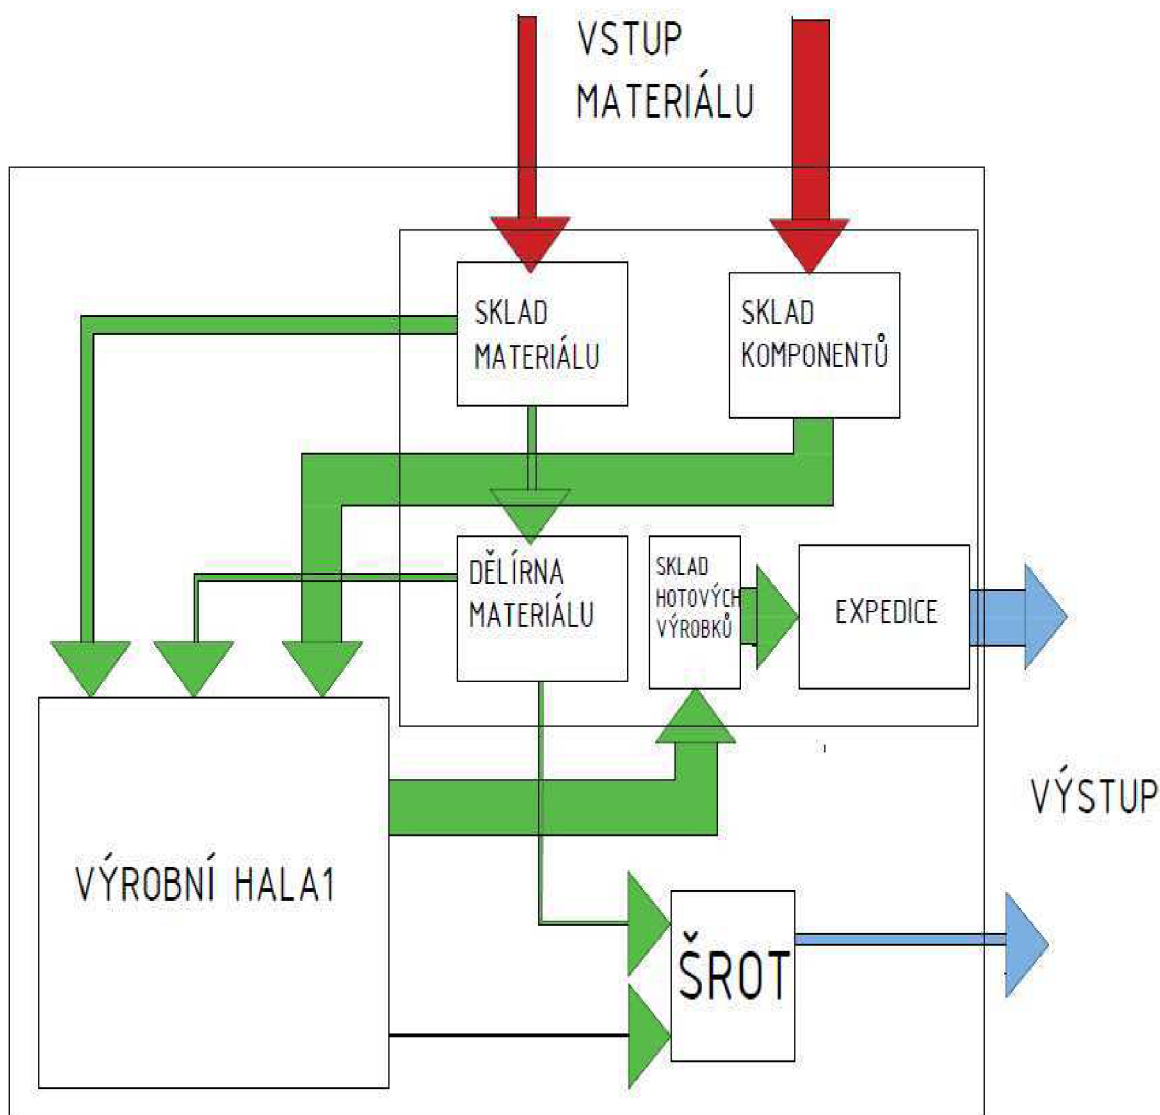 VSTUP
MATERIÁLU
SKLAD
MATERIÁLU
SKLAD
KOMPONENTŮ
DĚLÍRNA
MATERIÁLU
SKLAD
HOTOVÝCH
VÝROBKŮ
EXPEDICE
VÝSTUP
VÝROBNÍ HALA1
ŠROT